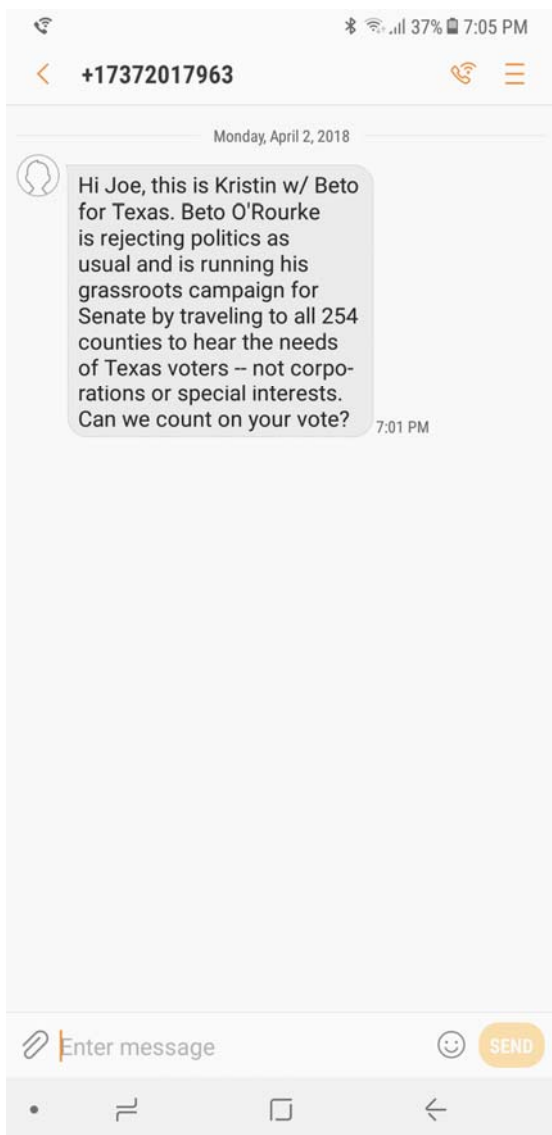 37% 7:05 PM
+17372017963
Monday, April 2, 2018
Hi Joe, this is Kristin w/ Beto
for Texas. Beto O'Rourke
is rejecting politics as
usual and is running his
grassroots campaign for
Senate by traveling to all 254
counties to hear the needs
of Texas voters -- not corpo-
rations or special interests.
Can we count on your vote?
7:01 PM
Enter message
SEND